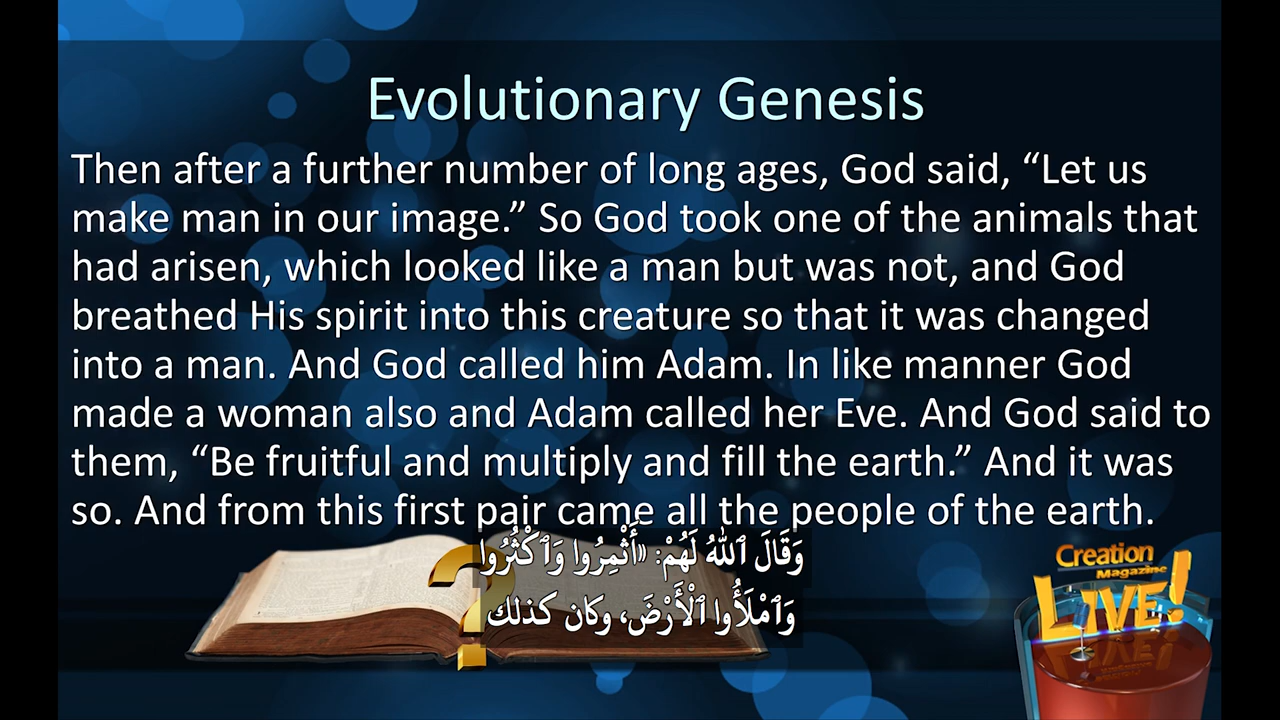 Evolutionary Genesis
Then after a further number of long ages, God said, “Let us
make man in our image.” So God took one of the animals that
had arisen, which looked like a man but was not, and God
breathed His spirit into this creature so that it was changed
into a man. And God called him Adam. In like manner God
made a woman also and Adam called her Eve. And God said to
them, “Be fruitful and multiply and fill the earth.” And it was
so. And from this first pair came all the people of the earth.
وَقَالَ ٱللهُ لَهُمْ: «أَثْمِرُوا وَٱكْثُرُوا
وَٱمْلَأُوا ٱلْأَرْضَ، وكان كذلك
?
Creation
Magazine
LIVE!